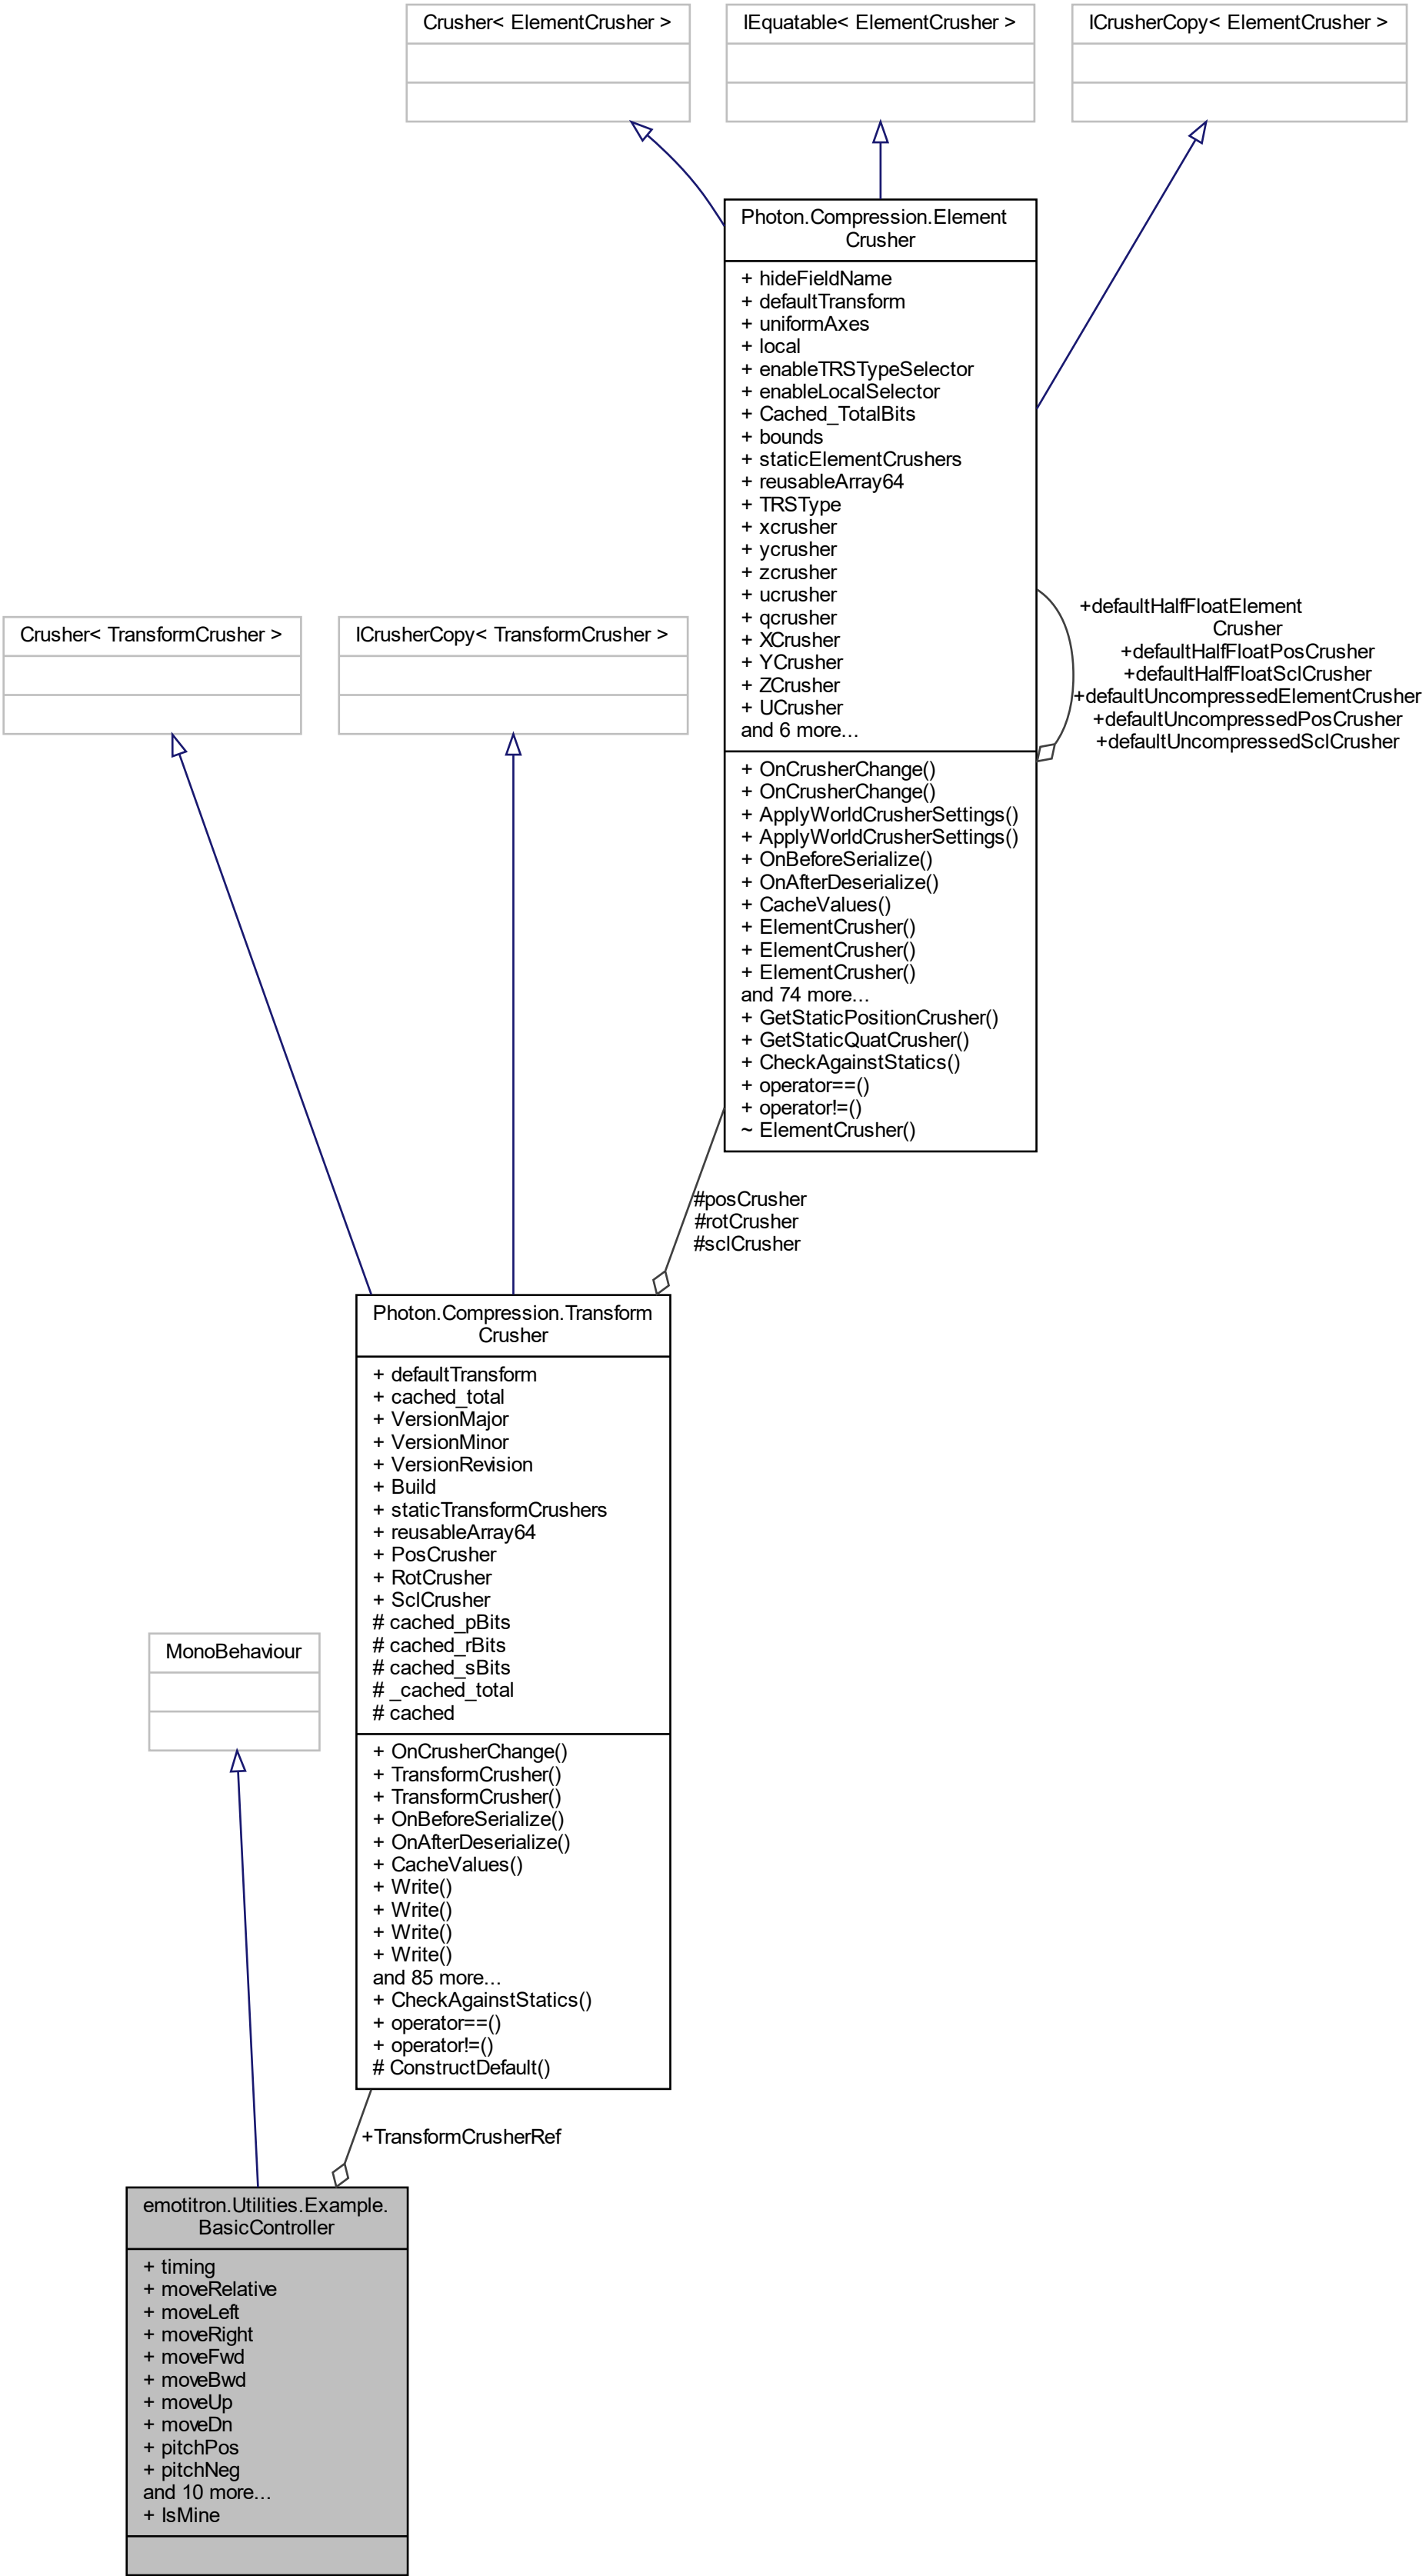 Crusher< ElementCrusher >
IEquatable< ElementCrusher >
ICrusherCopy< ElementCrusher >
Photon.Compression.Element
Crusher
+ hideFieldName
+ defaultTransform
+ uniformAxes
+ local
+ enableTRSTypeSelector
+ enableLocalSelector
+ Cached_TotalBits
+ bounds
+ staticElementCrushers
+ reusableArray64
+ TRSType
+ xcrusher
+ ycrusher
+ zcrusher
+ ucrusher
+ qcrusher
+ XCrusher
+ YCrusher
+ ZCrusher
+ UCrusher
and 6 more...
+ OnCrusherChange()
+ OnCrusherChange()
+ ApplyWorldCrusherSettings()
+ ApplyWorldCrusherSettings()
+ OnBeforeSerialize()
+ OnAfterDeserialize()
+ CacheValues()
+ ElementCrusher()
+ ElementCrusher()
+ ElementCrusher()
and 74 more...
+ GetStaticPositionCrusher()
+ GetStaticQuatCrusher()
+ CheckAgainstStatics()
+ operator==()
+ operator!=()
~ ElementCrusher()
+defaultHalfFloatElement
Crusher
+defaultHalfFloatPosCrusher
+defaultHalfFloatSclCrusher
+defaultUncompressedElementCrusher
+defaultUncompressedPosCrusher
+defaultUncompressedSclCrusher
Crusher< TransformCrusher >
ICrusherCopy< TransformCrusher >
#posCrusher
#rotCrusher
#sclCrusher
Photon.Compression.Transform
Crusher
+ defaultTransform
+ cached_total
+ VersionMajor
+ VersionMinor
+ VersionRevision
+ Build
+ staticTransformCrushers
+ reusableArray64
+ PosCrusher
+ RotCrusher
+ SclCrusher
# cached_pBits
# cached_rBits
# cached_sBits
# _cached_total
# cached
+ OnCrusherChange()
+ TransformCrusher()
+ TransformCrusher()
+ OnBeforeSerialize()
+ OnAfterDeserialize()
+ CacheValues()
+ Write()
+ Write()
+ Write()
+ Write()
and 85 more...
+ CheckAgainstStatics()
+ operator==()
+ operator!=()
# ConstructDefault()
MonoBehaviour
+TransformCrusherRef
emotitron.Utilities.Example.
BasicController
+ timing
+ moveRelative
+ moveLeft
+ moveRight
+ moveFwd
+ moveBwd
+ moveUp
+ moveDn
+ pitchPos
+ pitchNeg
and 10 more...
+ IsMine